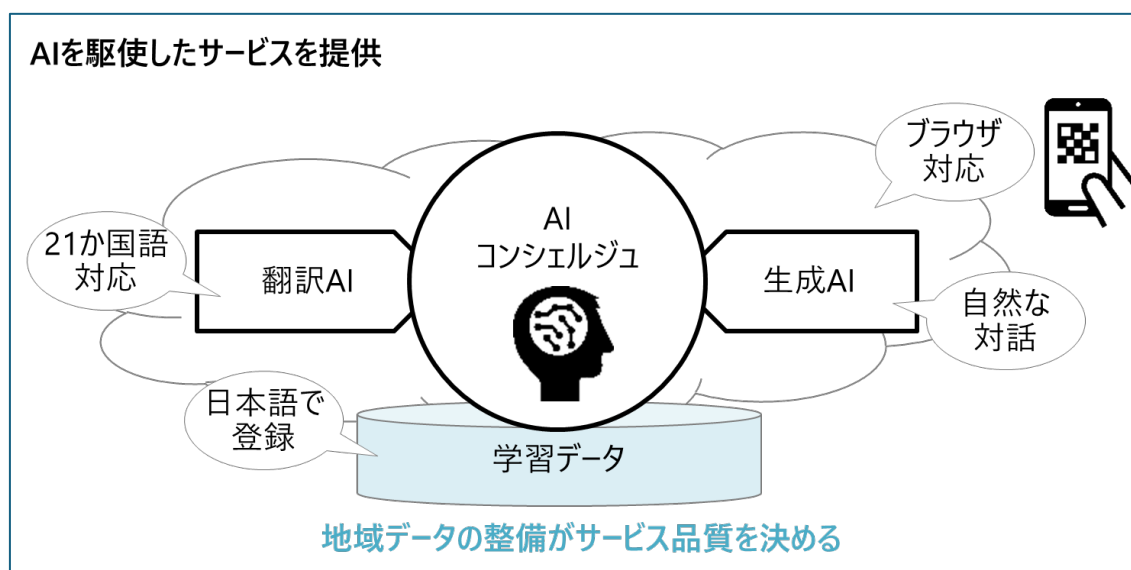 AIを駆使したサービスを提供
ブラウザ
対応
21か国語
対応
翻訳AI
AI
コンシェルジュ
生成AI
自然な
対話
日本語で
登録
学習データ
地域データの整備がサービス品質を決める